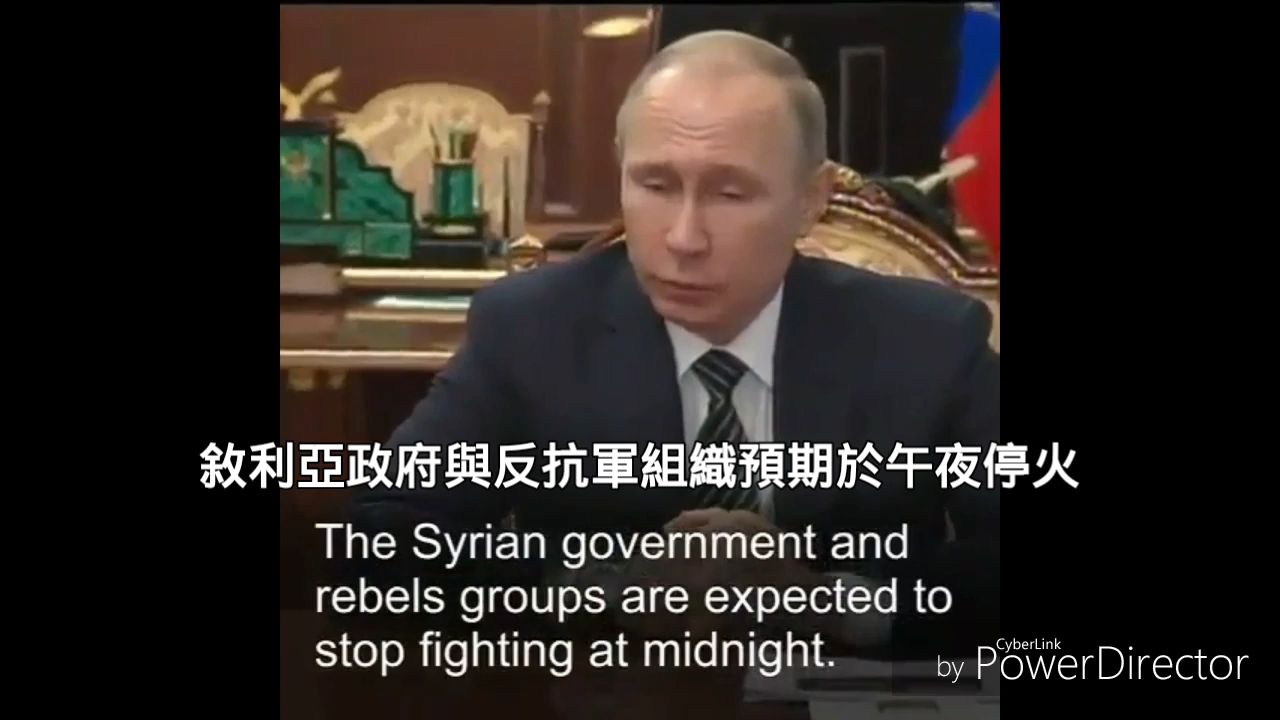 敘利亞政府與反抗軍組織預期於午夜停火
The Syrian government and
rebels groups are expected to
stop fighting at midnight.
CyberLink
by PowerDirector